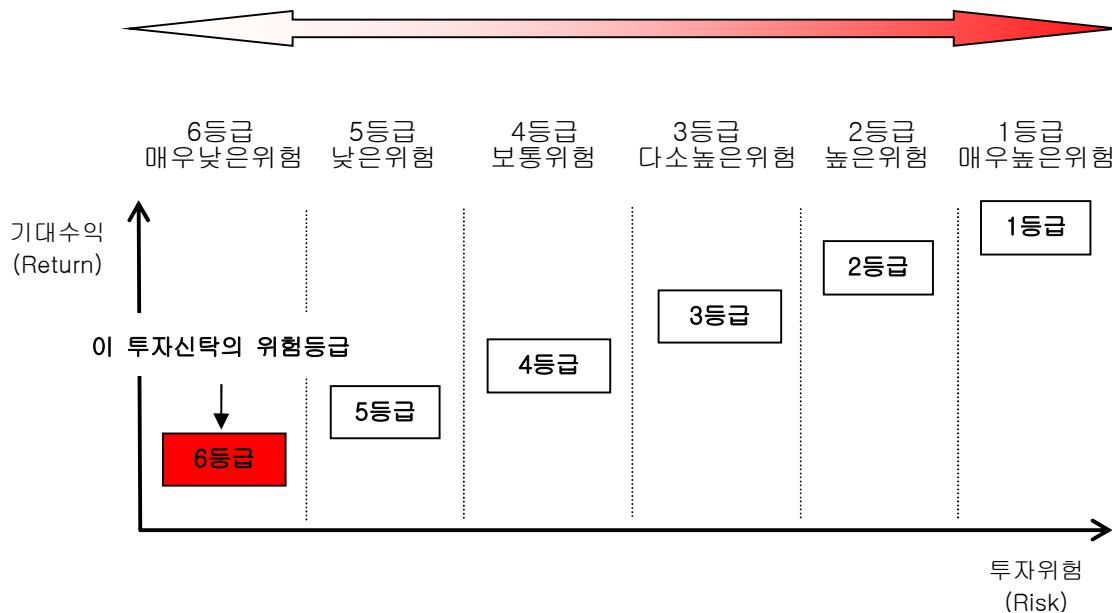 6등급
매우낮은위험
5등급
낮은위험
4등급
보통위험
3등급
다소높은위험
2등급
높은위험
1등급
매우높은위험
기대수익
(Return)
1등급
2등급
3등급
이 투자신탁의 위험등급
4등급
5등급
6등급
투자위험
(Risk)